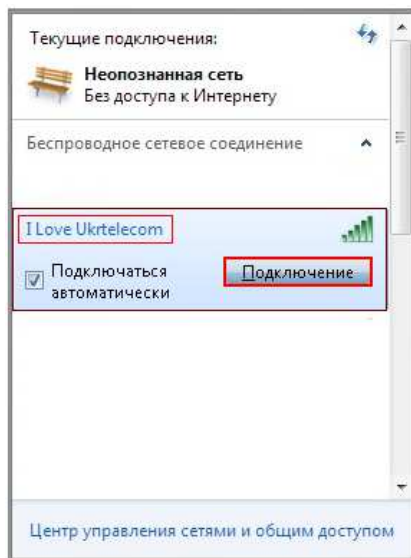 Текущие подключения:
Неопознанная сеть
Без доступа к Интернету
Беспроводное сетевое соединение
I Love Ukrtelecom
Подключаться
автоматически
Подключение
Центр управления сетями и общим доступом